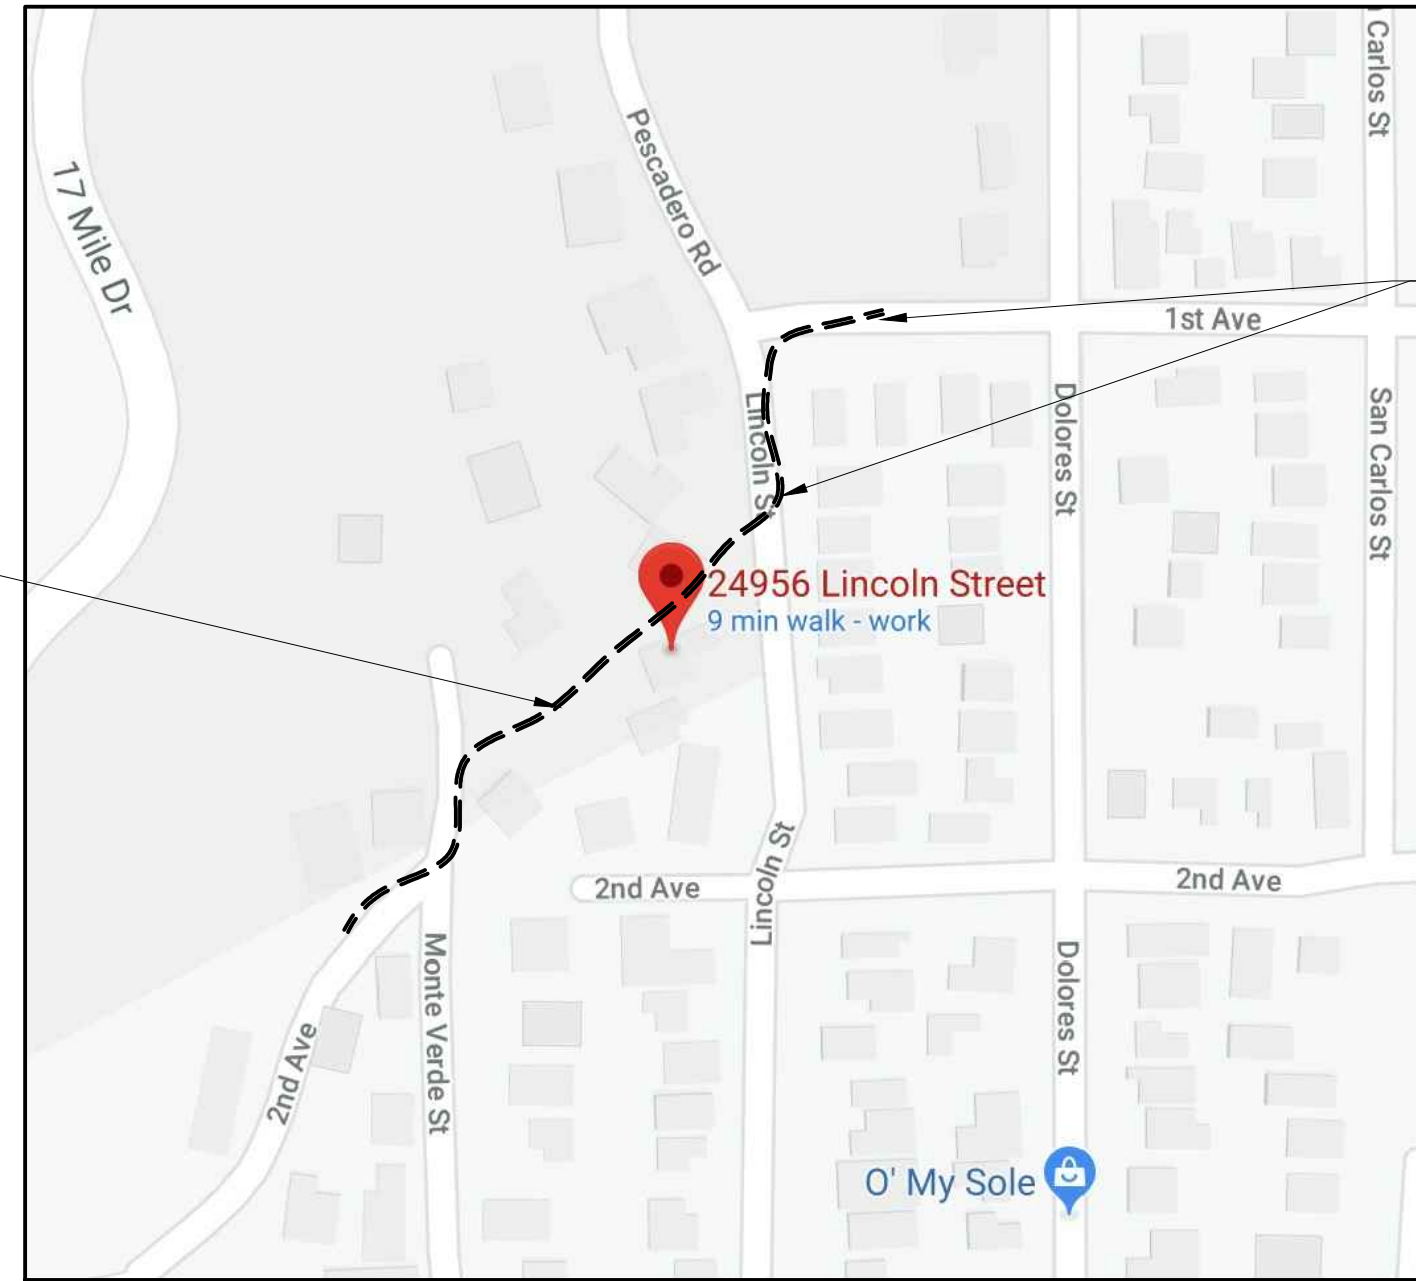 Carlos St
17 Mile Dr
Pescadero Rd
1st Ave
Lincoln St
Dolores St
San Carlos St
24956 Lincoln Street
9 min walk - work
2nd Ave
Lincoln St
2nd Ave
Monte Verde St
Dolores St
2nd Ave
O' My Sole